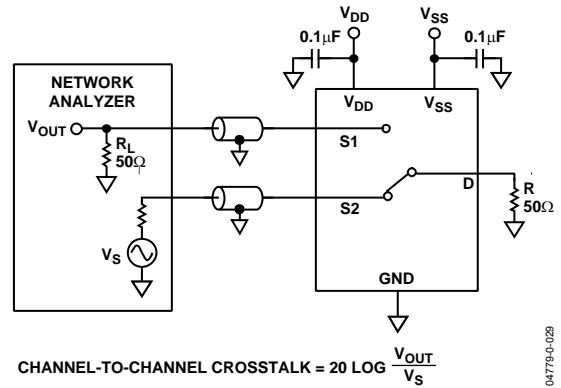 VDD
VSS
0.1µF
0.1µF
NETWORK
ANALYZER
VDD
VSS
VOUT
RL
50Ω
S1
S2
D
R
50Ω
VS
GND
CHANNEL-TO-CHANNEL CROSSTALK = 20 LOG VOUT
VS
04779-0-029